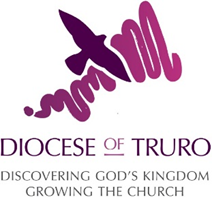 DIOCESE OF TRURO
DISCOVERING GOD'S KINGDOM
GROWING THE CHURCH